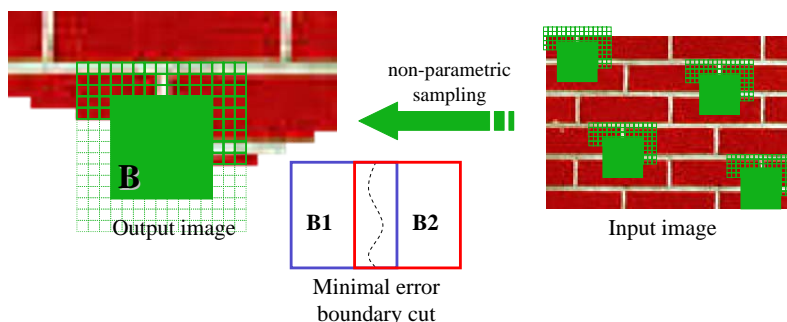 non-parametric
sampling
B
Output image
B1
B2
Input image
Minimal error
boundary cut